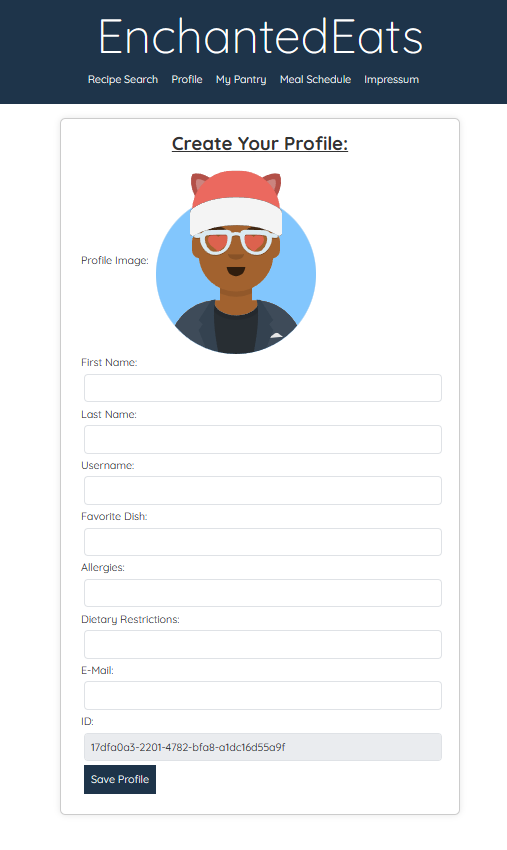 EnchantedEats
Recipe Search Profile My Pantry Meal Schedule Impressum
Create Your Profile:
Profile Image:
First Name:
Last Name:
Username:
Favorite Dish:
Allergies:
Dietary Restrictions:
E-Mail:
ID:
17dfa0a3-2201-4782-bfa8-a1dc16d55a9f
Save Profile